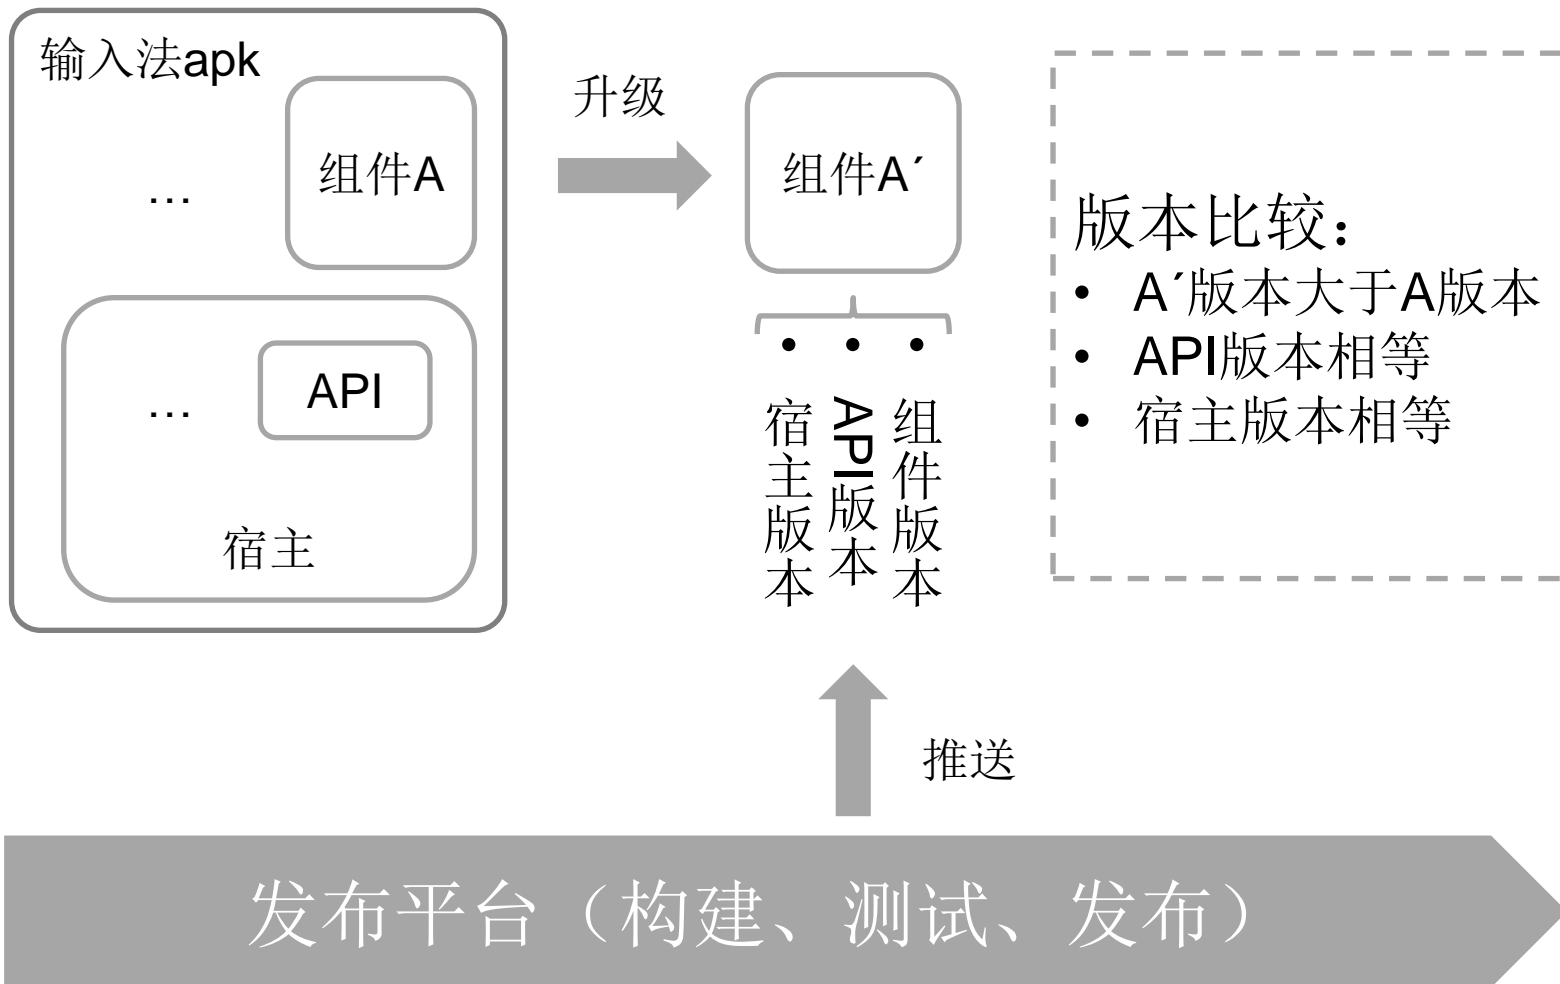 输入法apk
...
组件A
...
API
宿主
升级
组件A´
• 宿主版本
• API版本
• 组件版本
版本比较：
• A´版本大于A版本
• API版本相等
• 宿主版本相等
推送
发布平台（构建、测试、发布）